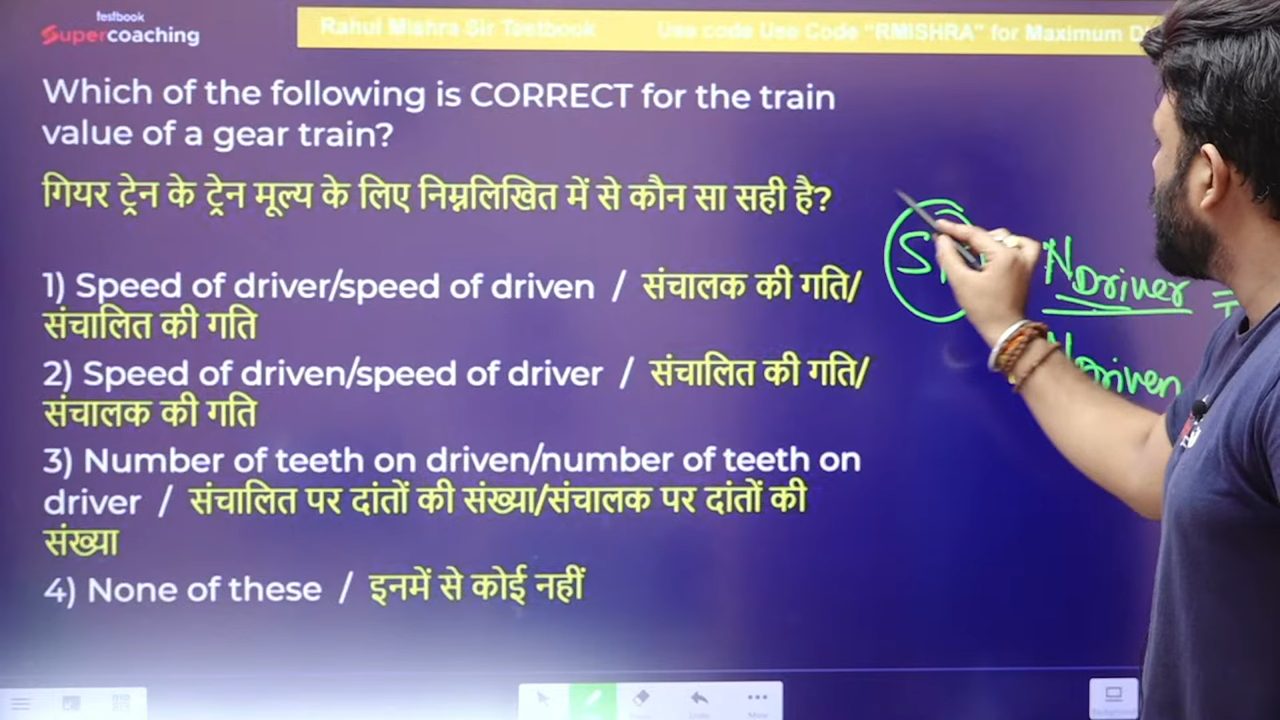 testbook
Supercoaching
Rahul Mishra Sir Testbook Use code Use Code "RMISHRA" for Maximum
Which of the following is CORRECT for the train
value of a gear train?
गियर ट्रेन के ट्रेन मूल्य के लिए निम्नलिखित में से कौन सा सही है?
1) Speed of driver/speed of driven / संचालक की गति/
संचालित की गति
2) Speed of driven/speed of driver / संचालित की गति/
संचालक की गति
3) Number of teeth on driven/number of teeth on
driver / संचालित पर दांतों की संख्या/संचालक पर दांतों की
संख्या
4) None of these / इनमें से कोई नहीं
NDriver =
NDriven
More